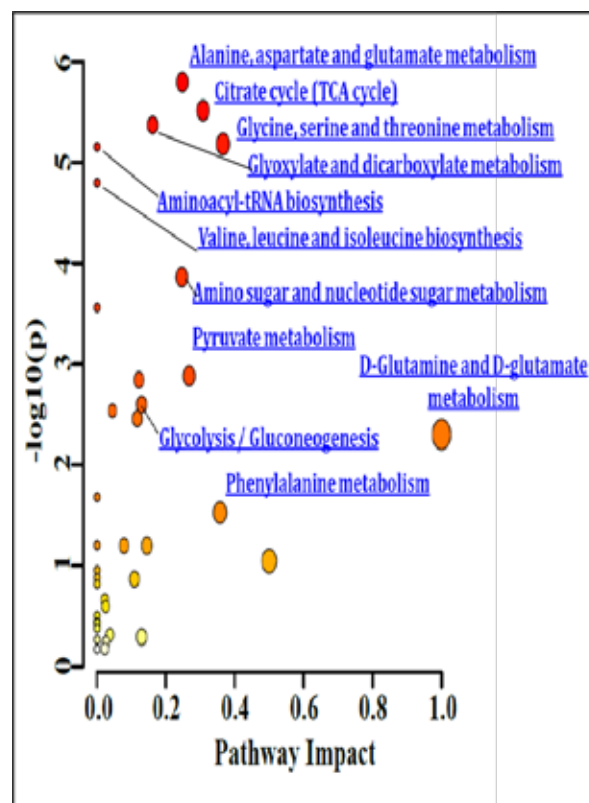 Alanine, aspartate and glutamate metabolism
Citrate cycle (TCA cycle)
Glycine, serine and threonine metabolism
Glyoxylate and dicarboxylate metabolism
Aminoacyl-tRNA biosynthesis
Valine, leucine and isoleucine biosynthesis
Amino sugar and nucleotide sugar metabolism
Pyruvate metabolism
D-Glutamine and D-glutamate
metabolism
Glycolysis / Gluconeogenesis
Phenylalanine metabolism
-log10(p)
6
5
4
3
2
1
0
0.0 0.2 0.4 0.6 0.8 1.0
Pathway Impact